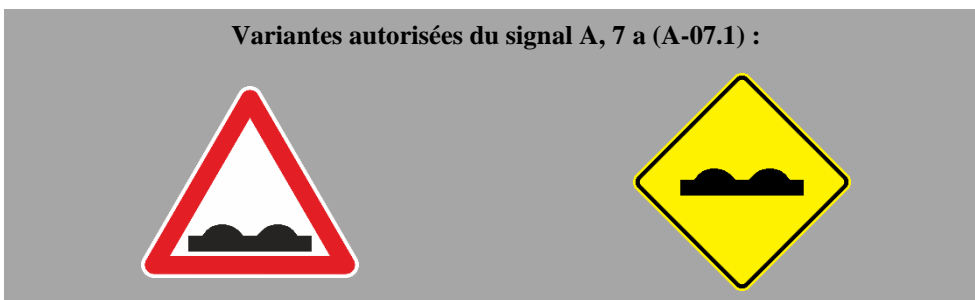 Variantes autorisées du signal A, 7 a (A-07.1) :